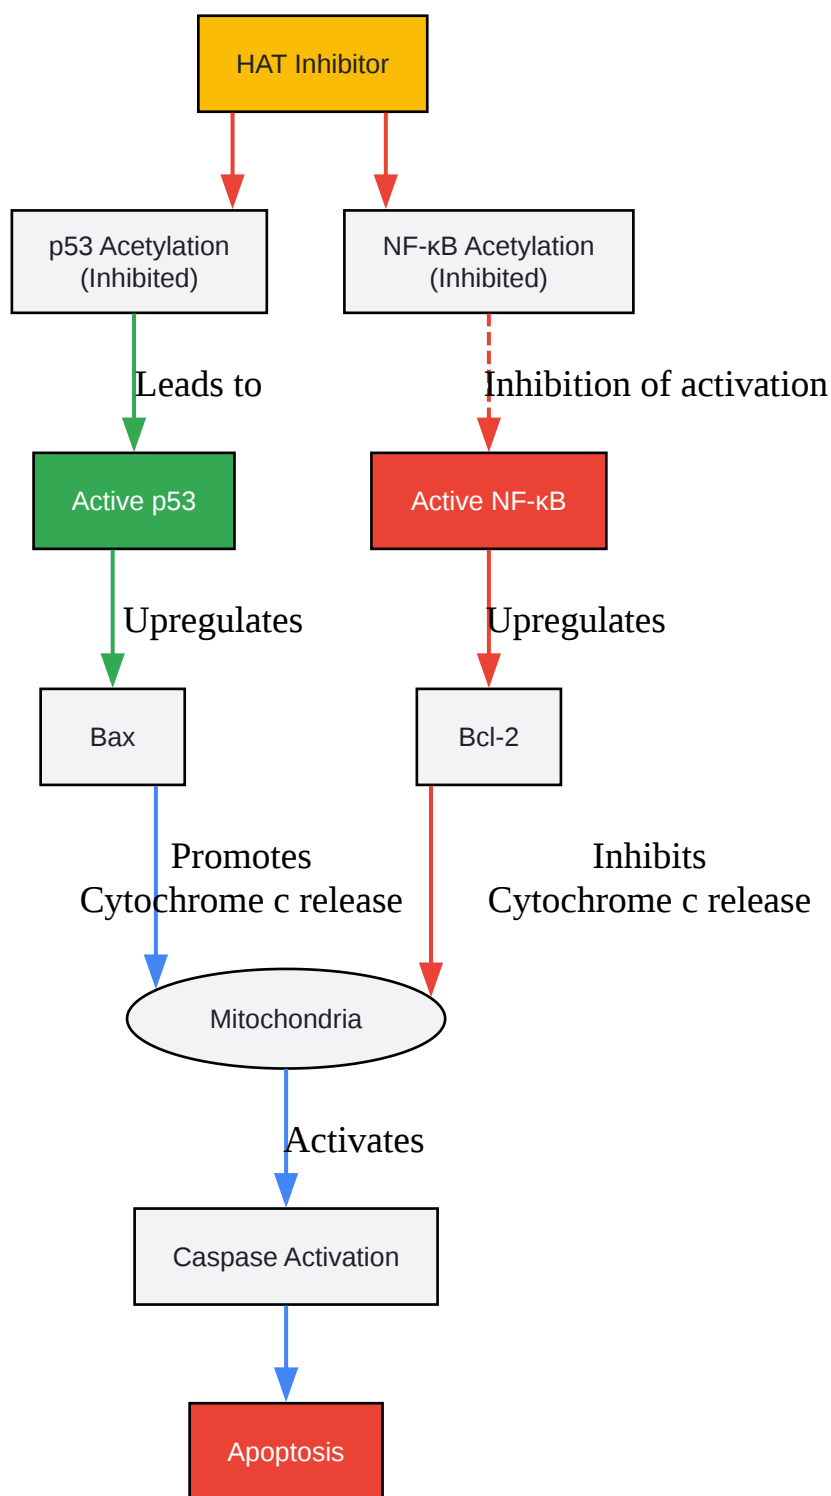 HAT Inhibitor
p53 Acetylation
(Inhibited)
NF-κB Acetylation
(Inhibited)
Leads to
Inhibition of activation
Active p53
Active NF-κB
Upregulates
Upregulates
Bax
Bcl-2
Promotes
Cytochrome c release
Inhibits
Cytochrome c release
Mitochondria
Activates
Caspase Activation
Apoptosis